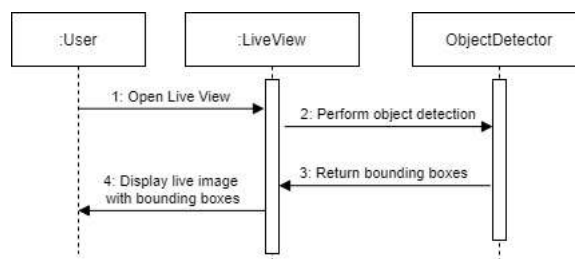 :User
:LiveView
ObjectDetector
1: Open Live View
2: Perform object detection
3: Return bounding boxes
4: Display live image
with bounding boxes